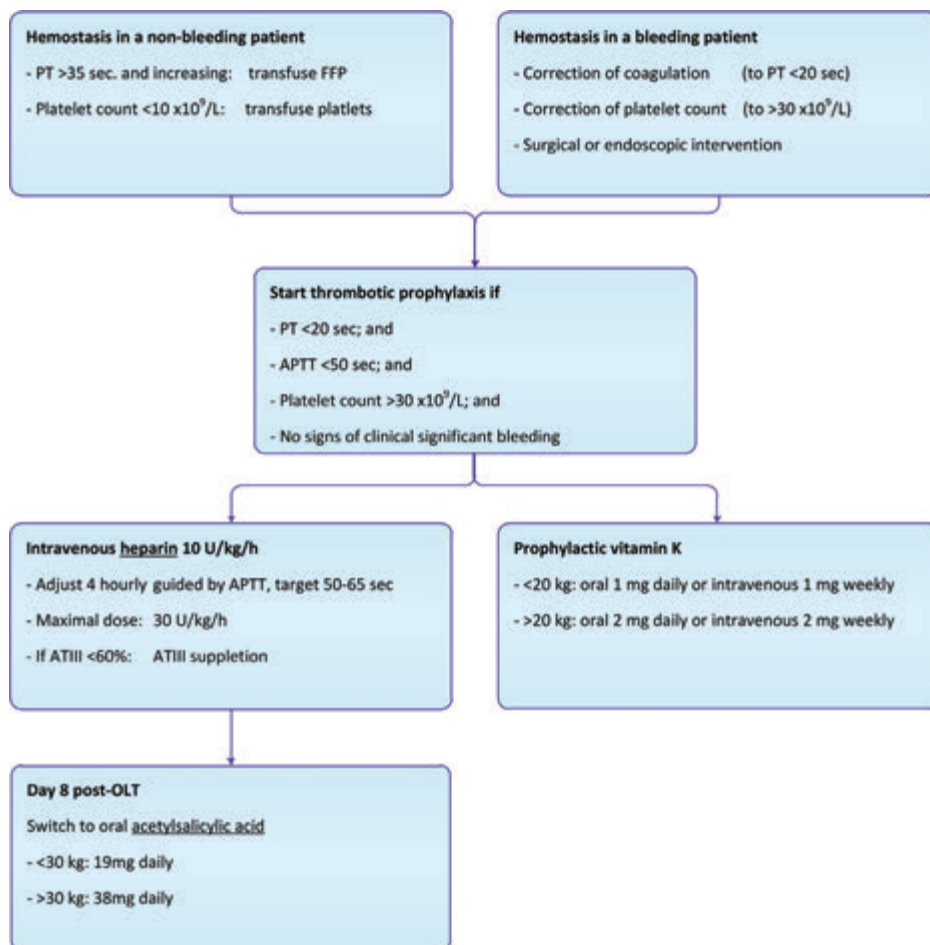 Hemostasis in a non-bleeding patient
- PT >35 sec. and increasing: transfuse FFP
- Platelet count <10 x10⁹/L: transfuse platlets
Hemostasis in a bleeding patient
- Correction of coagulation (to PT <20 sec)
- Correction of platelet count (to >30 x10⁹/L)
- Surgical or endoscopic intervention
Start thrombotic prophylaxis if
- PT <20 sec; and
- APTT <50 sec; and
- Platelet count >30 x10⁹/L; and
- No signs of clinical significant bleeding
Intravenous heparin 10 U/kg/h
- Adjust 4 hourly guided by APTT, target 50-65 sec
- Maximal dose: 30 U/kg/h
- If ATIII <60%: ATIII suppletion
Prophylactic vitamin K
- <20 kg: oral 1 mg daily or intravenous 1 mg weekly
- >20 kg: oral 2 mg daily or intravenous 2 mg weekly
Day 8 post-OLT
Switch to oral acetylsalicylic acid
- <30 kg: 19mg daily
- >30 kg: 38mg daily